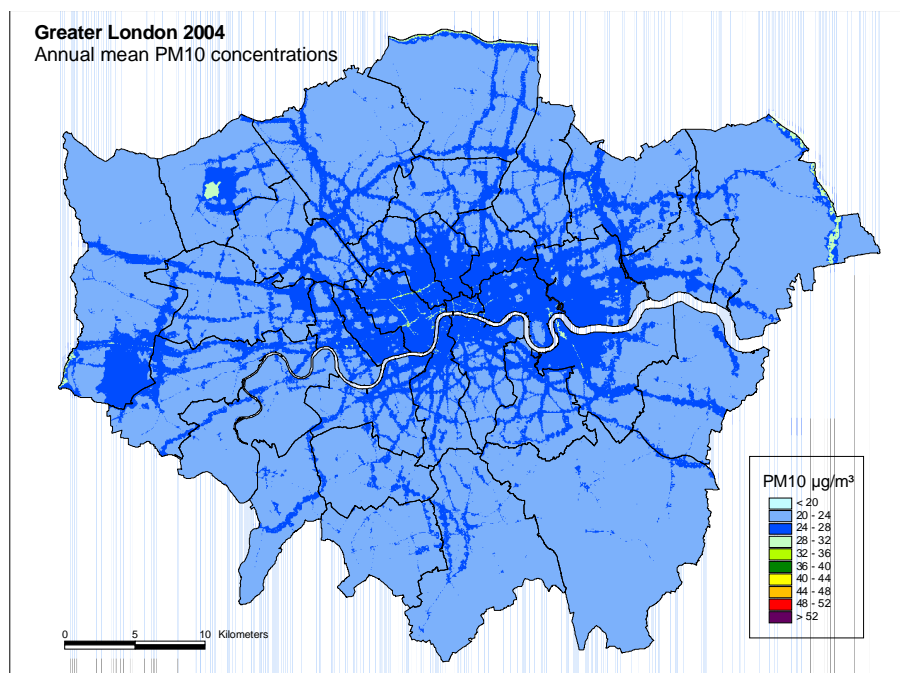 Greater London 2004
Annual mean PM10 concentrations
PM10 µg/m³
< 20
20 - 24
24 - 28
28 - 32
32 - 36
36 - 40
40 - 44
44 - 48
48 - 52
> 52
0 5 10 Kilometers